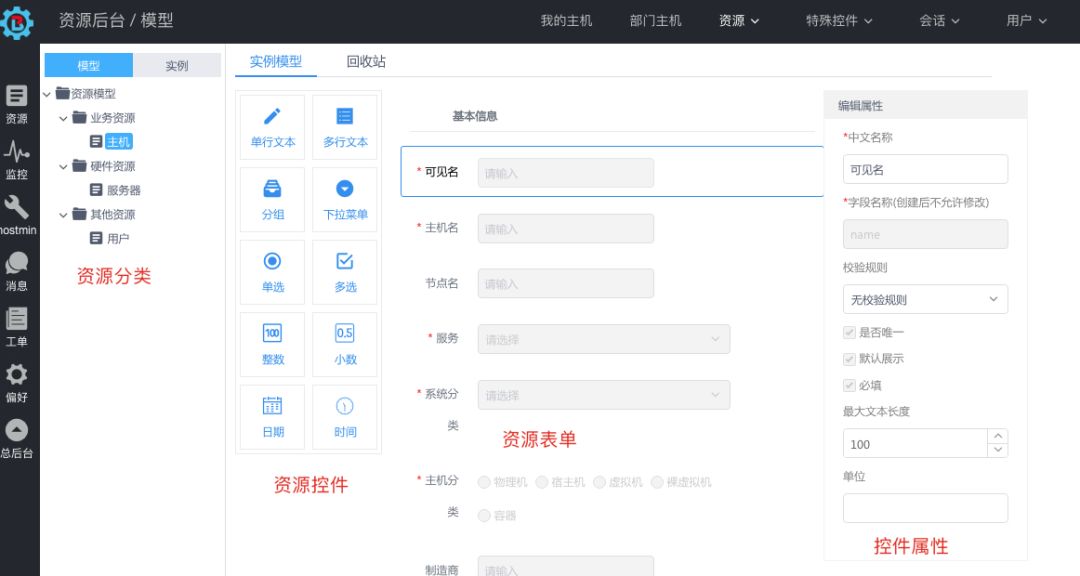 资源后台 / 模型
我的主机
部门主机
资源
特殊控件
会话
用户
资源
监控
hostmin
消息
工单
偏好
总后台
模型
实例
资源模型
业务资源
主机
硬件资源
服务器
其他资源
用户
资源分类
实例模型
回收站
单行文本
多行文本
分组
下拉菜单
单选
多选
100
整数
0.5
小数
日期
时间
资源控件
基本信息
* 可见名
请输入
* 主机名
请输入
节点名
请输入
* 服务
请选择
* 系统分
类
请选择
资源表单
* 主机分
类
物理机
宿主机
虚拟机
裸虚拟机
容器
制造商
请输入
编辑属性
*中文名称
可见名
*字段名称(创建后不允许修改)
name
校验规则
无校验规则
是否唯一
默认展示
必填
最大文本长度
100
单位
控件属性